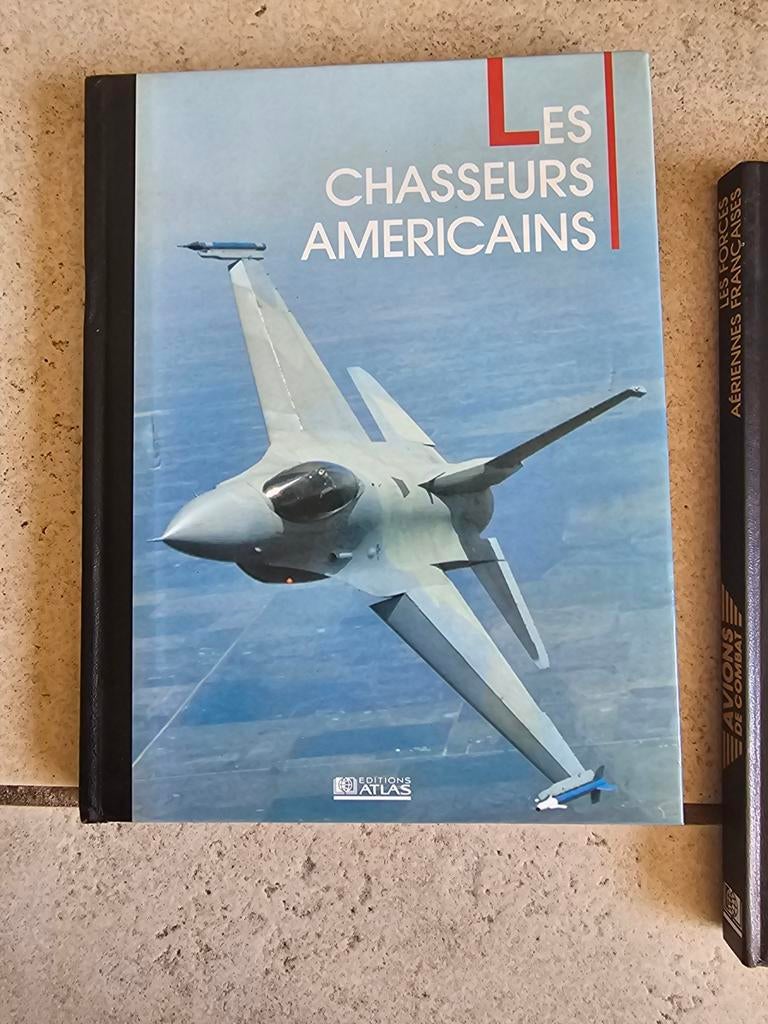 LES
CHASSEURS
AMERICAINS
EDITIONS
ATLAS
LES FORCES
AÉRIENNES FRANÇAISES
AVIONS
DE COMBAT